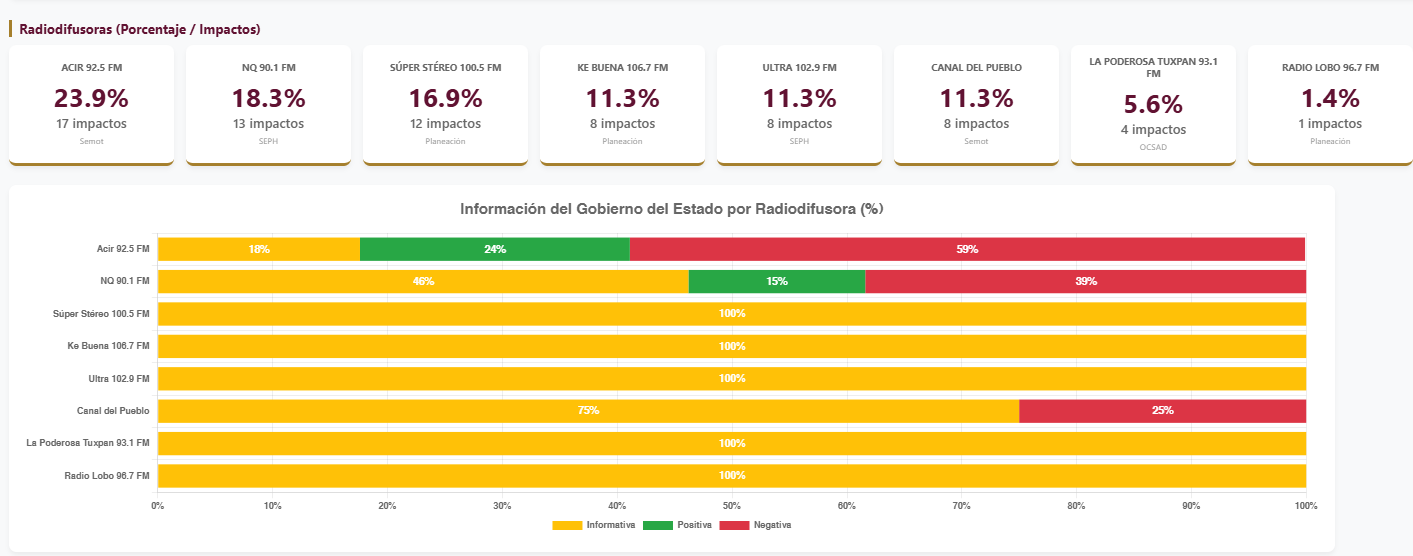 Radiodifusoras (Porcentaje / Impactos)
ACIR 92.5 FM
23.9%
17 impactos
Semot
NQ 90.1 FM
18.3%
13 impactos
SEPH
SÚPER STÉREO 100.5 FM
16.9%
12 impactos
Planeación
KE BUENA 106.7 FM
11.3%
8 impactos
Planeación
ULTRA 102.9 FM
11.3%
8 impactos
SEPH
CANAL DEL PUEBLO
11.3%
8 impactos
Semot
LA PODEROSA TUXPAN 93.1
FM
5.6%
4 impactos
OCSAD
RADIO LOBO 96.7 FM
1.4%
1 impactos
Planeación
Información del Gobierno del Estado por Radiodifusora (%)
Acir 92.5 FM 18% 24% 59%
NQ 90.1 FM 46% 15% 39%
Súper Stéreo 100.5 FM 100%
Ke Buena 106.7 FM 100%
Ultra 102.9 FM 100%
Canal del Pueblo 75% 25%
La Poderosa Tuxpan 93.1 FM 100%
Radio Lobo 96.7 FM 100%
0% 10% 20% 30% 40% 50% 60% 70% 80% 90% 100%
Informativa Positiva Negativa